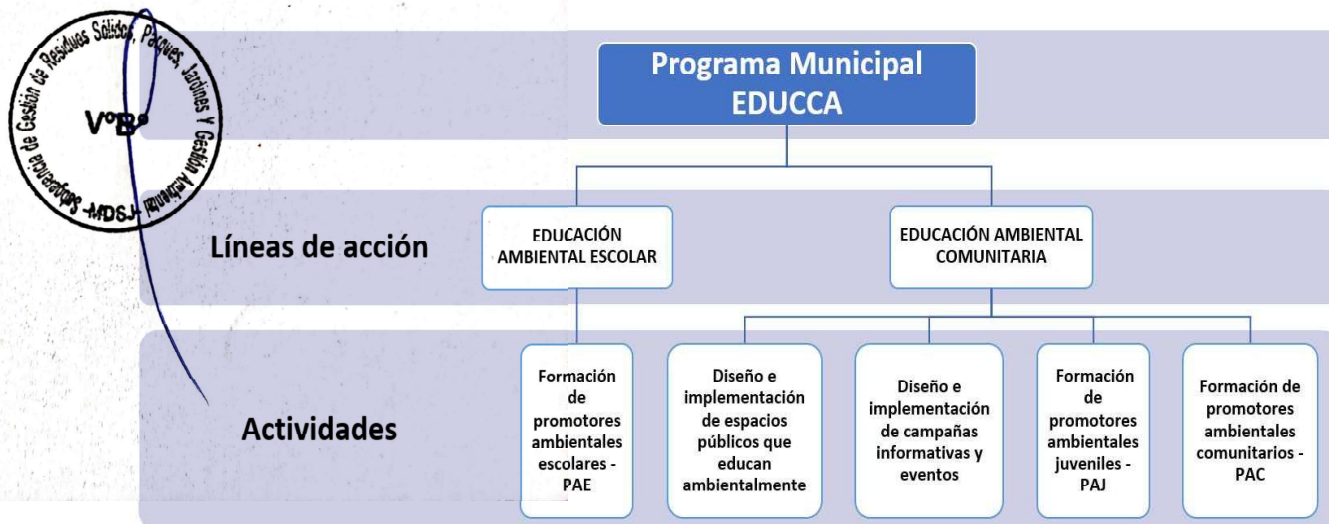 Subgerencia de Gestión de Residuos Sólidos, Parques, Jardines Y Gestión Ambiental
V°B°
-MDSJ-
Programa Municipal
EDUCCA
Líneas de acción
EDUCACIÓN
AMBIENTAL ESCOLAR
EDUCACIÓN AMBIENTAL
COMUNITARIA
Actividades
Formación
de
promotores
ambientales
escolares -
PAE
Diseño e
implementación
de espacios
públicos que
educan
ambientalmente
Diseño e
implementación
de campañas
informativas y
eventos
Formación
de
promotores
ambientales
juveniles -
PAJ
Formación de
promotores
ambientales
comunitarios -
PAC